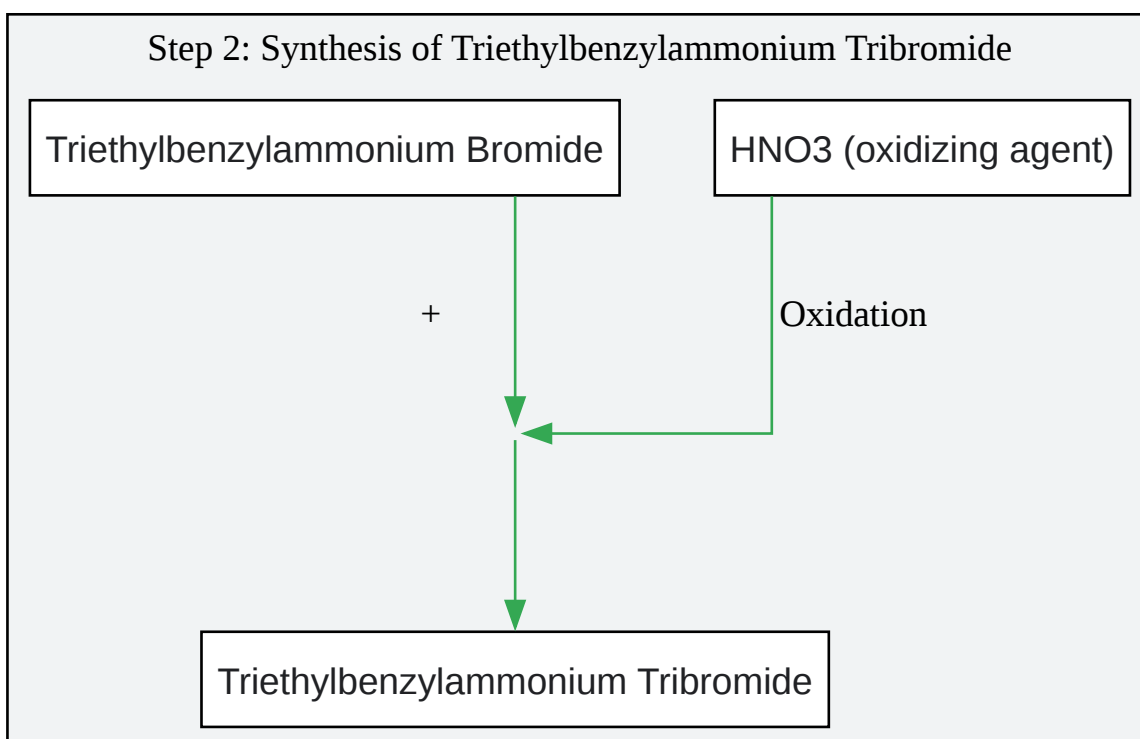 Step 2: Synthesis of Triethylbenzylammonium Tribromide
Triethylbenzylammonium Bromide
HNO3 (oxidizing agent)
+
Oxidation
Triethylbenzylammonium Tribromide